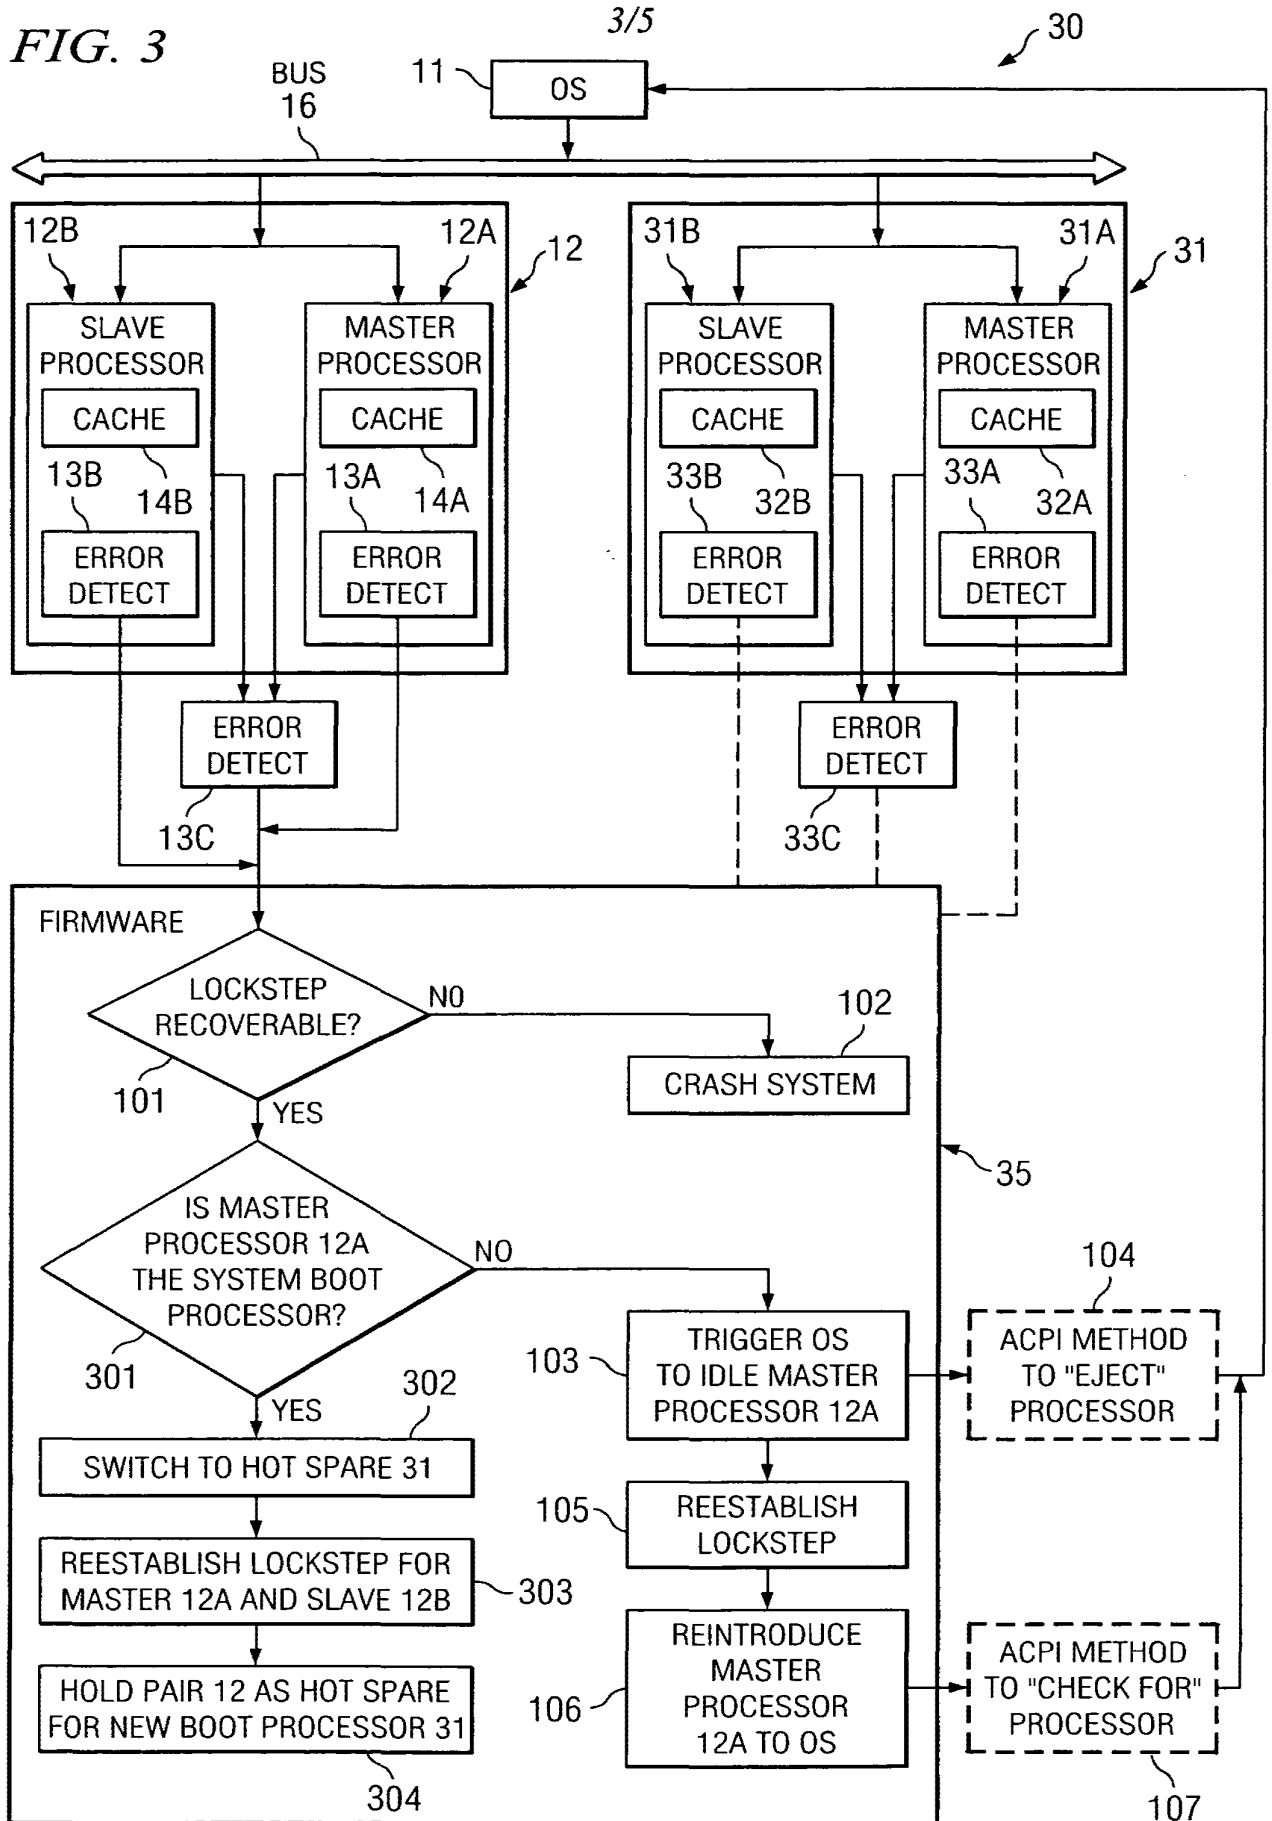 FIG. 3
3/5
30
BUS
16
11
OS
12B
12A
12
31B
31A
31
SLAVE
PROCESSOR
CACHE
13B
14B
ERROR
DETECT
MASTER
PROCESSOR
CACHE
13A
14A
ERROR
DETECT
SLAVE
PROCESSOR
CACHE
33B
32B
ERROR
DETECT
MASTER
PROCESSOR
CACHE
33A
32A
ERROR
DETECT
ERROR
DETECT
13C
ERROR
DETECT
33C
FIRMWARE
LOCKSTEP
RECOVERABLE?
101
NO
102
CRASH SYSTEM
YES
35
IS MASTER
PROCESSOR 12A
THE SYSTEM BOOT
PROCESSOR?
301
NO
YES
302
SWITCH TO HOT SPARE 31
REESTABLISH LOCKSTEP FOR
MASTER 12A AND SLAVE 12B
303
HOLD PAIR 12 AS HOT SPARE
FOR NEW BOOT PROCESSOR 31
304
103
TRIGGER OS
TO IDLE MASTER
PROCESSOR 12A
104
ACPI METHOD
TO "EJECT"
PROCESSOR
105
REESTABLISH
LOCKSTEP
106
REINTRODUCE
MASTER
PROCESSOR
12A TO OS
ACPI METHOD
TO "CHECK FOR"
PROCESSOR
107